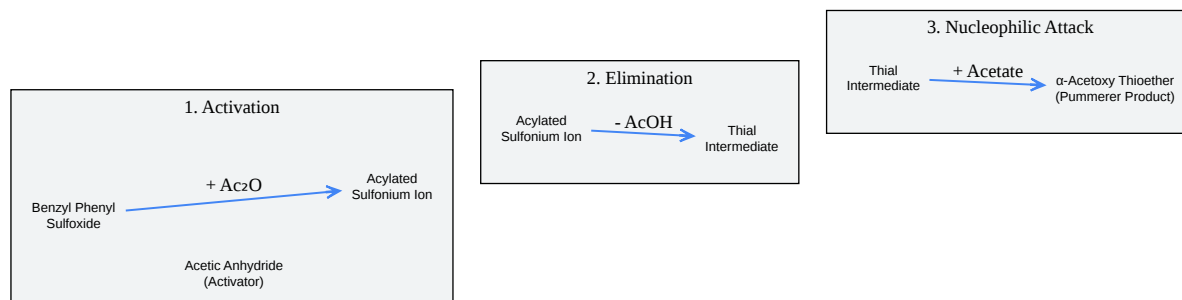 1. Activation
Benzyl Phenyl
Sulfoxide
+ Ac₂O
Acylated
Sulfonium Ion
Acetic Anhydride
(Activator)
2. Elimination
Acylated
Sulfonium Ion
- AcOH
Thial
Intermediate
3. Nucleophilic Attack
Thial
Intermediate
+ Acetate
α-Acetoxy Thioether
(Pummerer Product)